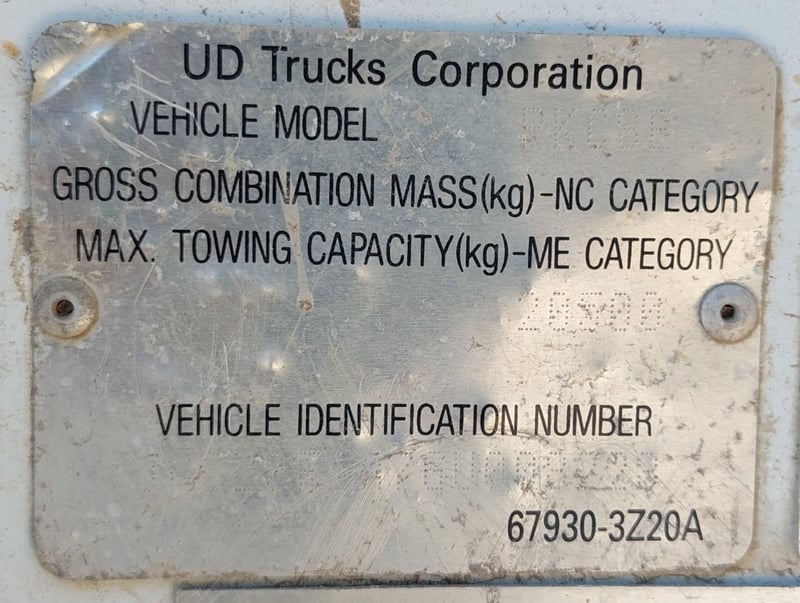 UD Trucks Corporation
VEHICLE MODEL
GROSS COMBINATION MASS(kg)-NC CATEGORY
MAX. TOWING CAPACITY(kg)-ME CATEGORY
20500
VEHICLE IDENTIFICATION NUMBER
67930-3Z20A